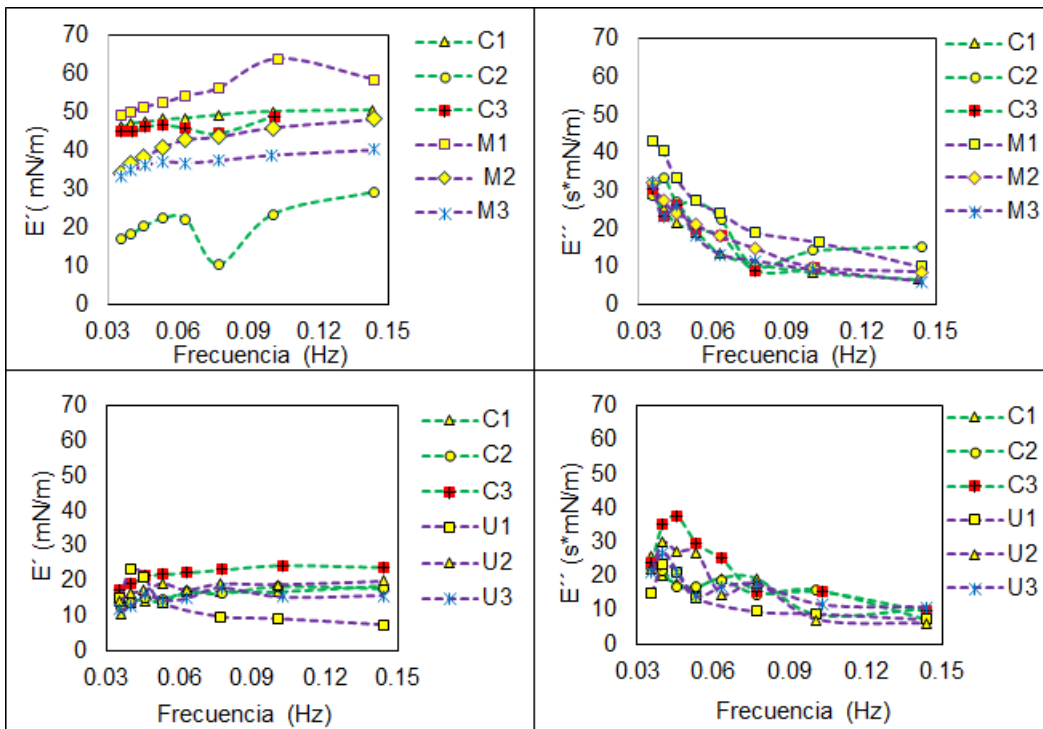 E´( mN/m)
70
60
50
40
30
20
10
0
0.03 0.06 0.09 0.12 0.15
Frecuencia (Hz)
C1
C2
C3
M1
M2
M3
E´´ (s*mN/m)
70
60
50
40
30
20
10
0
0.03 0.06 0.09 0.12 0.15
Frecuencia (Hz)
C1
C2
C3
M1
M2
M3
E´ (mN/m)
70
60
50
40
30
20
10
0
0.03 0.06 0.09 0.12 0.15
Frecuencia (Hz)
C1
C2
C3
U1
U2
U3
E´´ (s*mN/m)
70
60
50
40
30
20
10
0
0.03 0.06 0.09 0.12 0.15
Frecuencia (Hz)
C1
C2
C3
U1
U2
U3